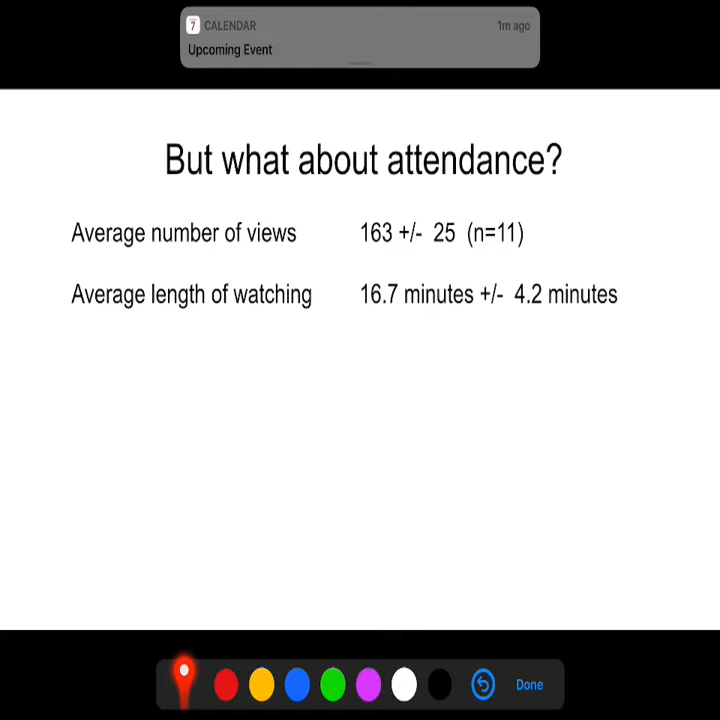 7 CALENDAR 1m ago
Upcoming Event
But what about attendance?
Average number of views 163 +/- 25 (n=11)
Average length of watching 16.7 minutes +/- 4.2 minutes
Done